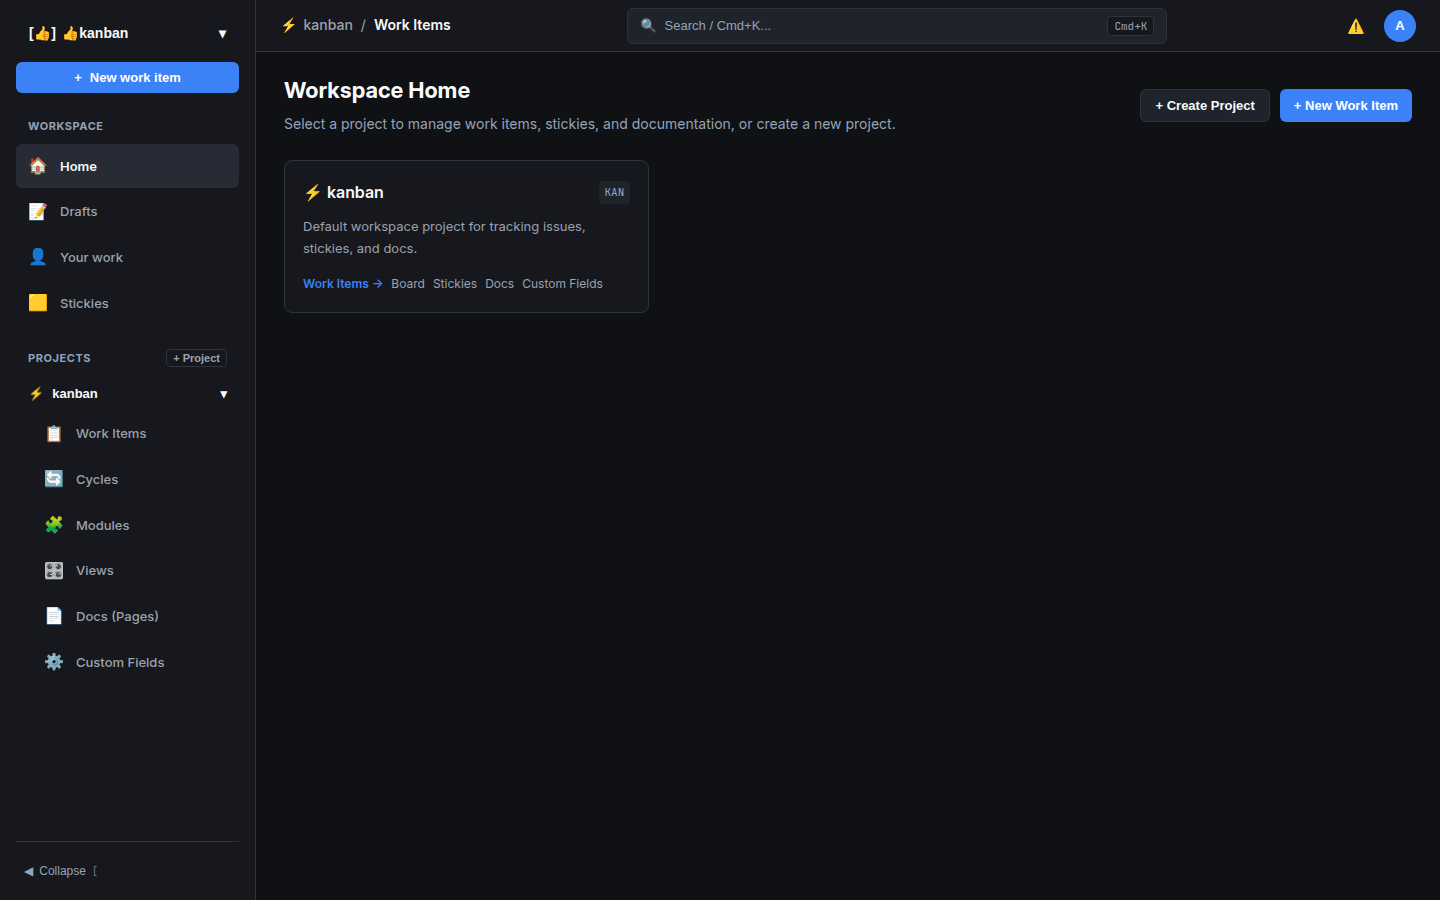 [👍] 👍kanban ▼
+ New work item
WORKSPACE
🏠 Home
📝 Drafts
👤 Your work
🟨 Stickies
PROJECTS
+ Project
⚡ kanban ▼
📋 Work Items
🔄 Cycles
🧩 Modules
🎛️ Views
📄 Docs (Pages)
⚙️ Custom Fields
◀ Collapse [
⚡ kanban / Work Items
🔍 Search / Cmd+K...
Cmd+K
⚠️
A
Workspace Home
Select a project to manage work items, stickies, and documentation, or create a new project.
+ Create Project
+ New Work Item
⚡ kanban
KAN
Default workspace project for tracking issues,
stickies, and docs.
Work Items → Board Stickies Docs Custom Fields